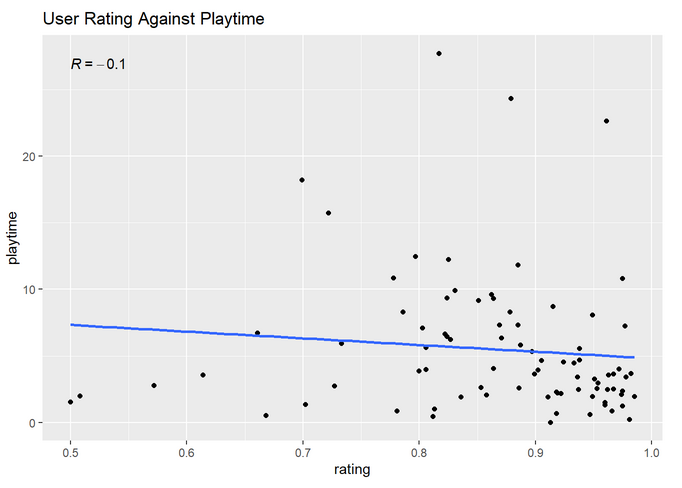 User Rating Against Playtime
R = −0.1
20
10
0
playtime
0.5 0.6 0.7 0.8 0.9 1.0
rating